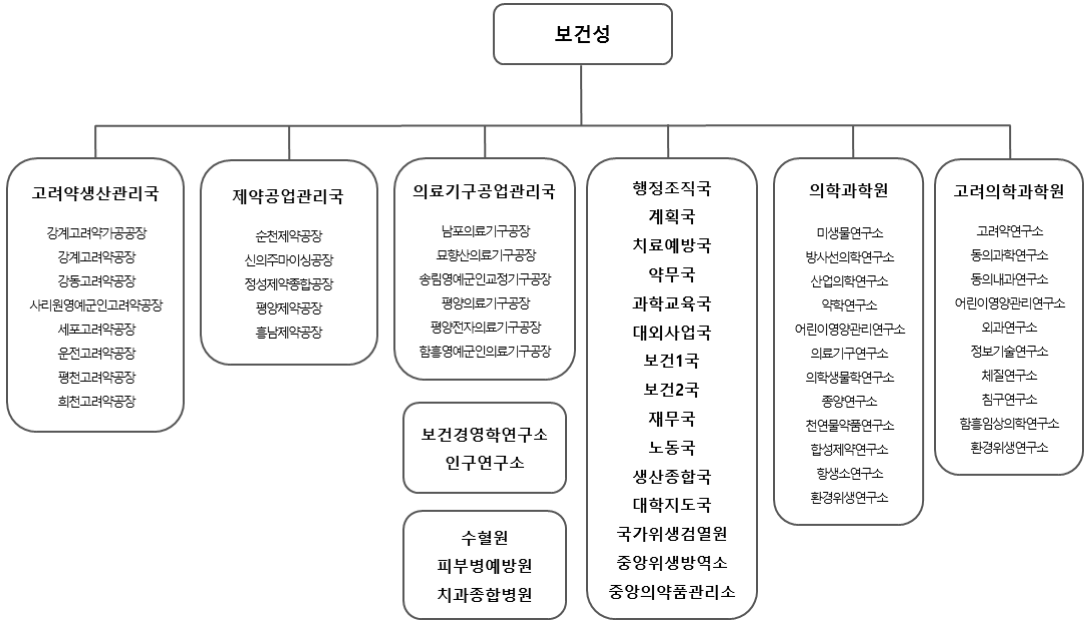 보건성
고려약생산관리국
강계고려약가공공장
강계고려약공장
강동고려약공장
사리원영예군인고려약공장
세포고려약공장
운전고려약공장
평천고려약공장
희천고려약공장
제약공업관리국
순천제약공장
신의주마이싱공장
정성제약종합공장
평양제약공장
흥남제약공장
의료기구공업관리국
남포의료기구공장
묘향산의료기구공장
송림영예군인교정기구공장
평양의료기구공장
평양전자의료기구공장
함흥영예군인의료기구공장
보건경영학연구소
인구연구소
수혈원
피부병예방원
치과종합병원
행정조직국
계획국
치료예방국
약무국
과학교육국
대외사업국
보건1국
보건2국
재무국
노동국
생산종합국
대학지도국
국가위생검열원
중앙위생방역소
중앙의약품관리소
의학과학원
미생물연구소
방사선의학연구소
산업의학연구소
약학연구소
어린이영양관리연구소
의료기구연구소
의학생물학연구소
종양연구소
천연물약품연구소
합성제약연구소
항생소연구소
환경위생연구소
고려의학과학원
고려약연구소
동의과학연구소
동의내과연구소
어린이영양관리연구소
외과연구소
정보기술연구소
체질연구소
침구연구소
함흥임상의학연구소
환경위생연구소